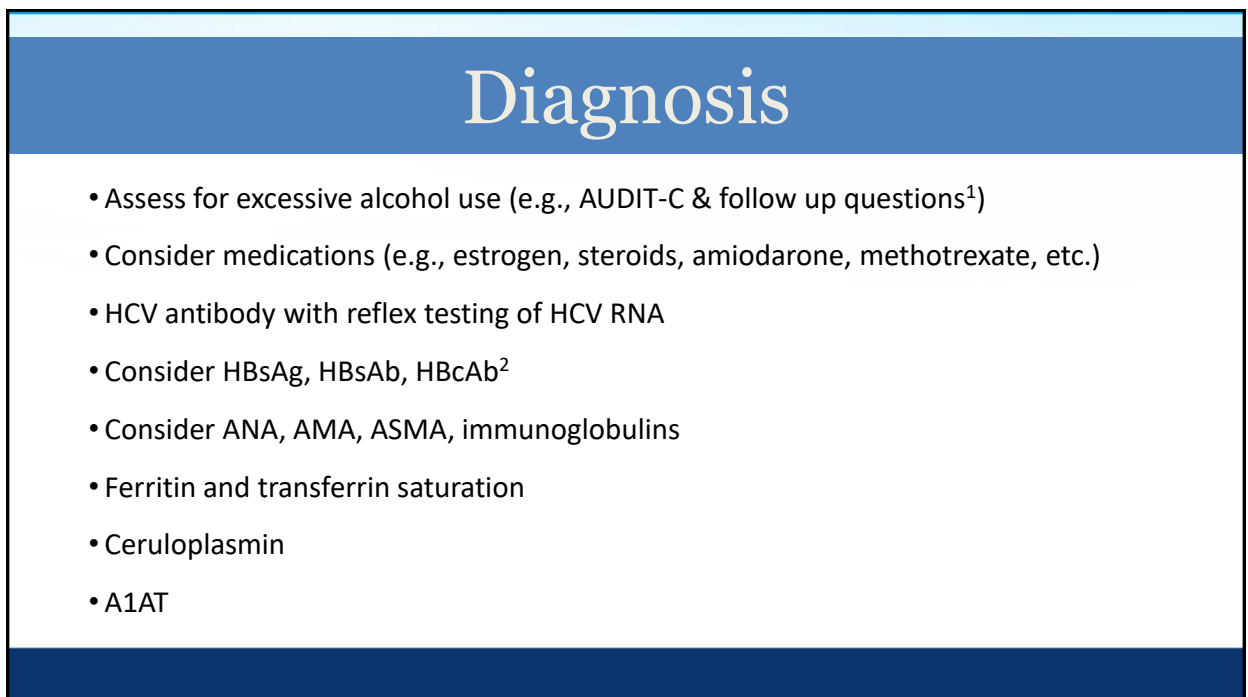 Diagnosis
• Assess for excessive alcohol use (e.g., AUDIT-C & follow up questions¹)
• Consider medications (e.g., estrogen, steroids, amiodarone, methotrexate, etc.)
• HCV antibody with reflex testing of HCV RNA
• Consider HBsAg, HBsAb, HBcAb²
• Consider ANA, AMA, ASMA, immunoglobulins
• Ferritin and transferrin saturation
• Ceruloplasmin
• A1AT